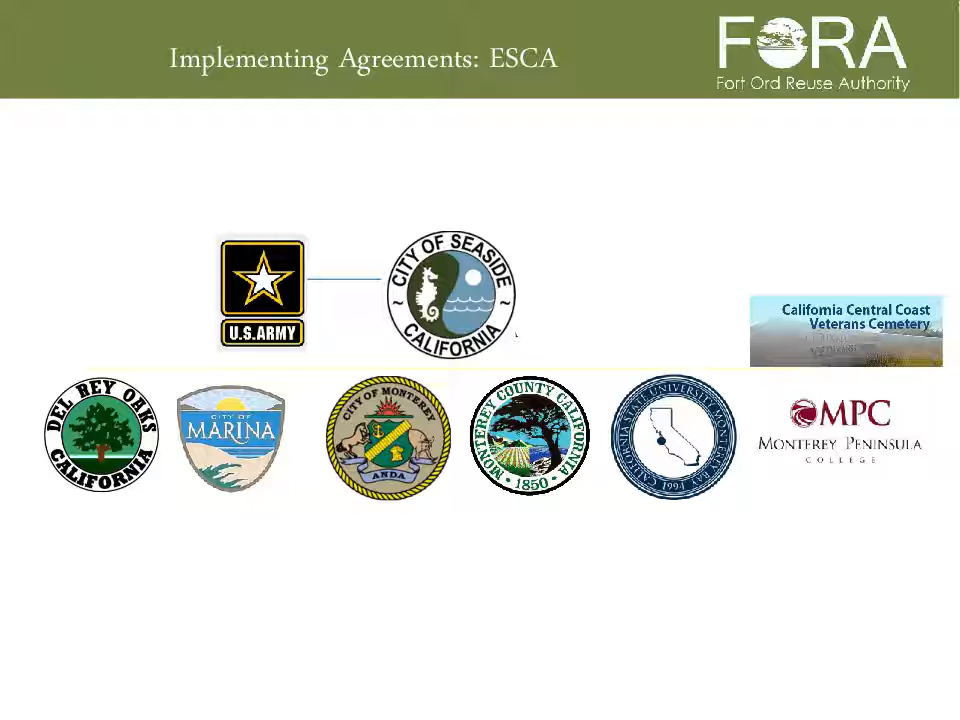 Implementing Agreements: ESCA
FORA
Fort Ord Reuse Authority
U.S.ARMY
~ CITY OF SEASIDE ~
CALIFORNIA
California Central Coast
Veterans Cemetery
DEL REY OAKS
CALIFORNIA
CITY OF
MARINA
CITY OF MONTEREY
ANDA
MONTEREY COUNTY CALIFORNIA
• 1850 •
CALIFORNIA STATE UNIVERSITY MONTEREY BAY
1994
MPC
MONTEREY PENINSULA
COLLEGE